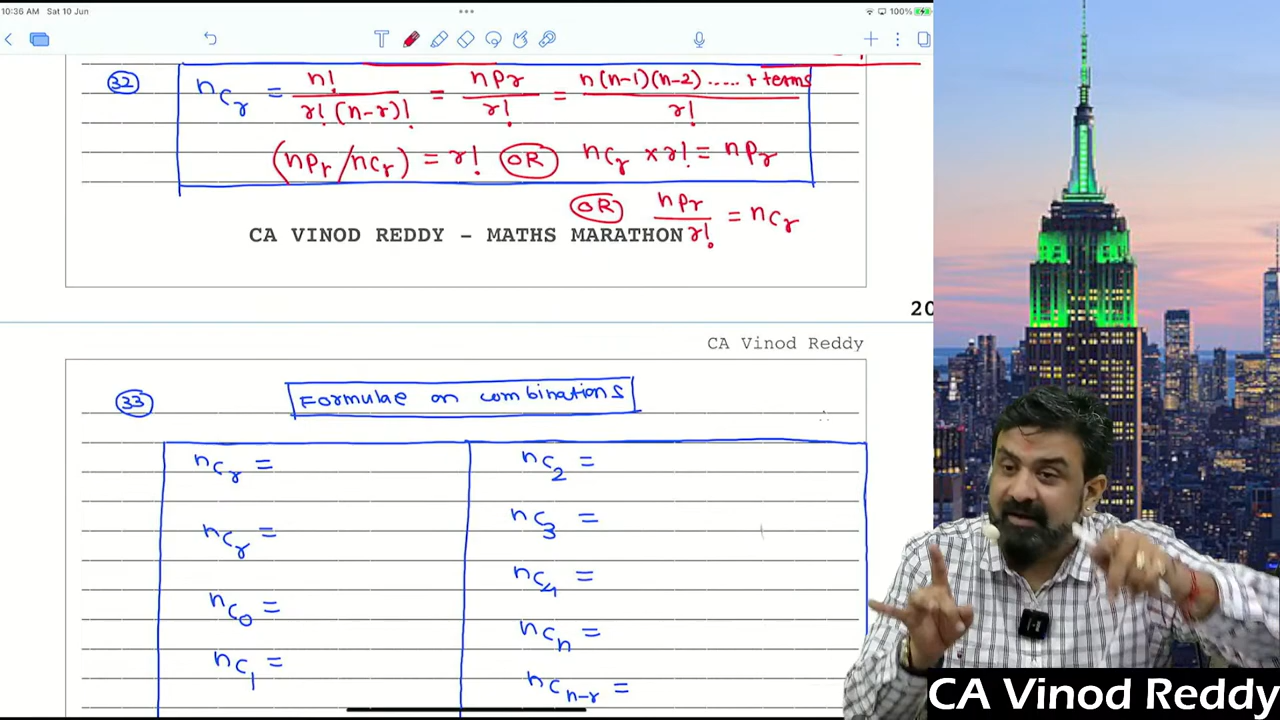 10:36 AM Sat 10 Jun
100%
32
nCr = n! / r!(n-r)! = nPr / r! = n(n-1)(n-2)..... r terms / r!
(nPr/nCr) = r! OR nCr × r! = nPr
OR nPr / r! = nCr
CA VINOD REDDY - MATHS MARATHON
20
CA Vinod Reddy
33 Formulae on combinations
nCr =
nC2 =
nCr =
nC3 =
nC4 =
nC0 =
nCn =
nC1 =
nCn-r =
CA Vinod Reddy